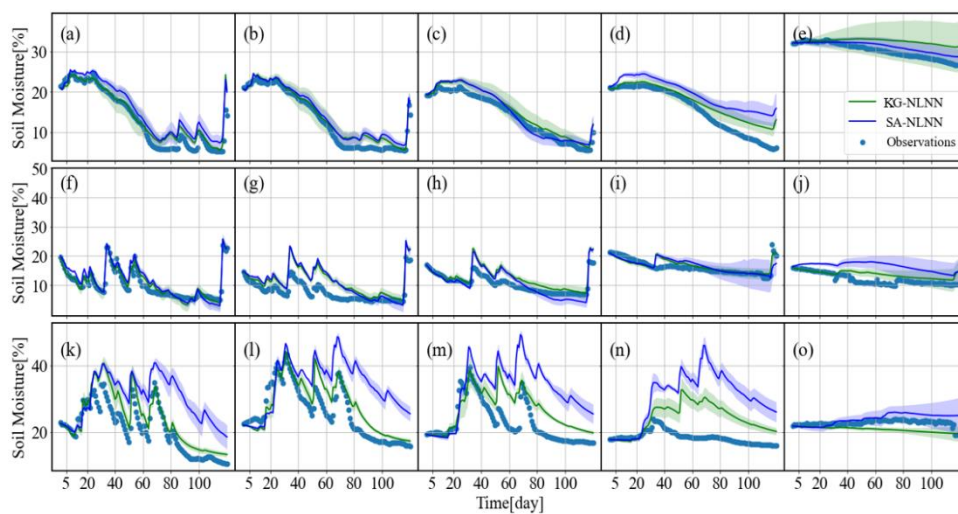 (a) (b) (c) (d) (e)
Soil Moisture[%]
30
20
10
KG-NLNN
SA-NLNN
Observations
(f) (g) (h) (i) (j)
Soil Moisture[%]
50
40
30
20
10
(k) (l) (m) (n) (o)
Soil Moisture[%]
40
20
5 20 40 60 80 100 5 20 40 60 80 100 5 20 40 60 80 100 5 20 40 60 80 100 5 20 40 60 80 100
Time[day]